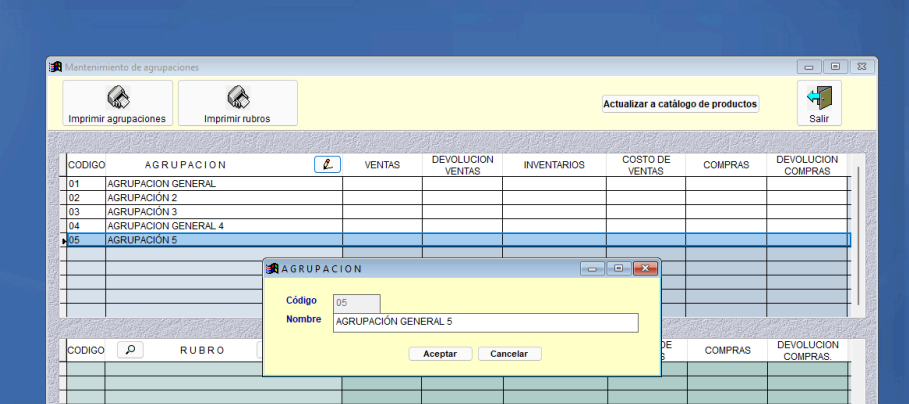 Mantenimiento de agrupaciones
Imprimir agrupaciones
Imprimir rubros
Actualizar a catálogo de productos
Salir
CODIGO AGRUPACION VENTAS DEVOLUCION VENTAS INVENTARIOS COSTO DE VENTAS COMPRAS DEVOLUCION COMPRAS
01 AGRUPACION GENERAL
02 AGRUPACIÓN 2
03 AGRUPACIÓN 3
04 AGRUPACION GENERAL 4
05 AGRUPACIÓN 5
AGRUPACION
Código 05
Nombre AGRUPACIÓN GENERAL 5
Aceptar Cancelar
CODIGO RUBRO DE COMPRAS DEVOLUCION COMPRAS.